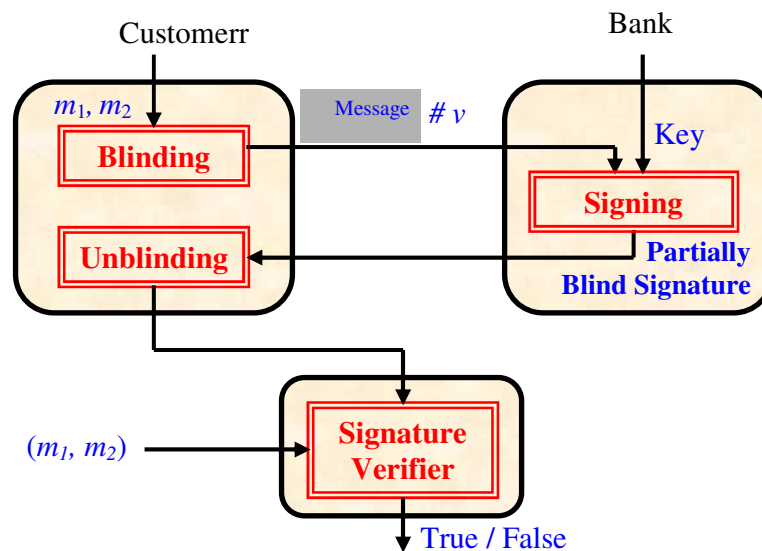 Customerr
Bank
m1, m2
Message # v
Blinding
Key
Signing
Unblinding
Partially
Blind Signature
(m1, m2)
Signature
Verifier
True / False